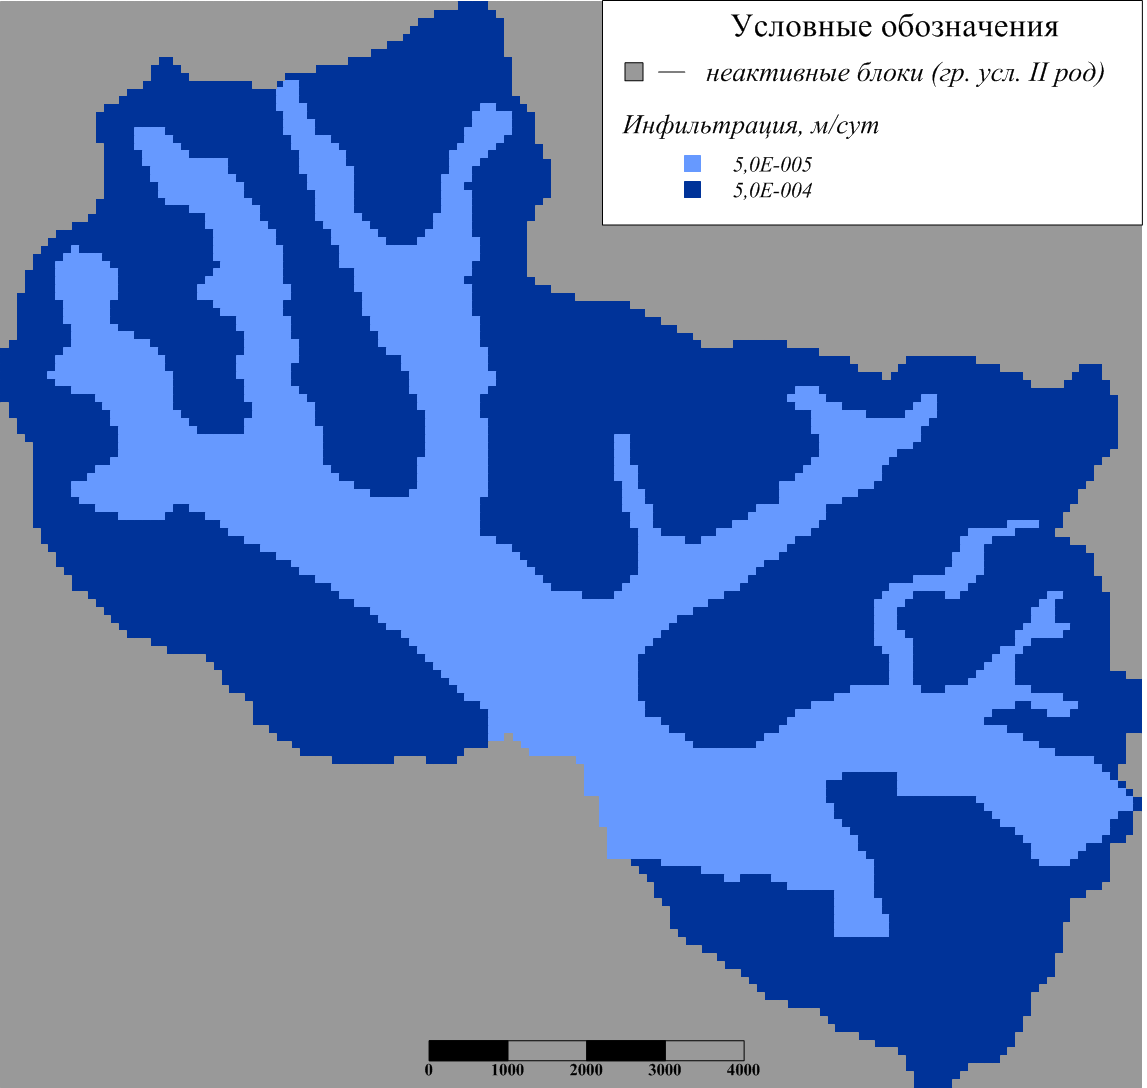 Условные обозначения
— неактивные блоки (гр. усл. II род)
Инфильтрация, м/сут
5,0E-005
5,0E-004
0 1000 2000 3000 4000